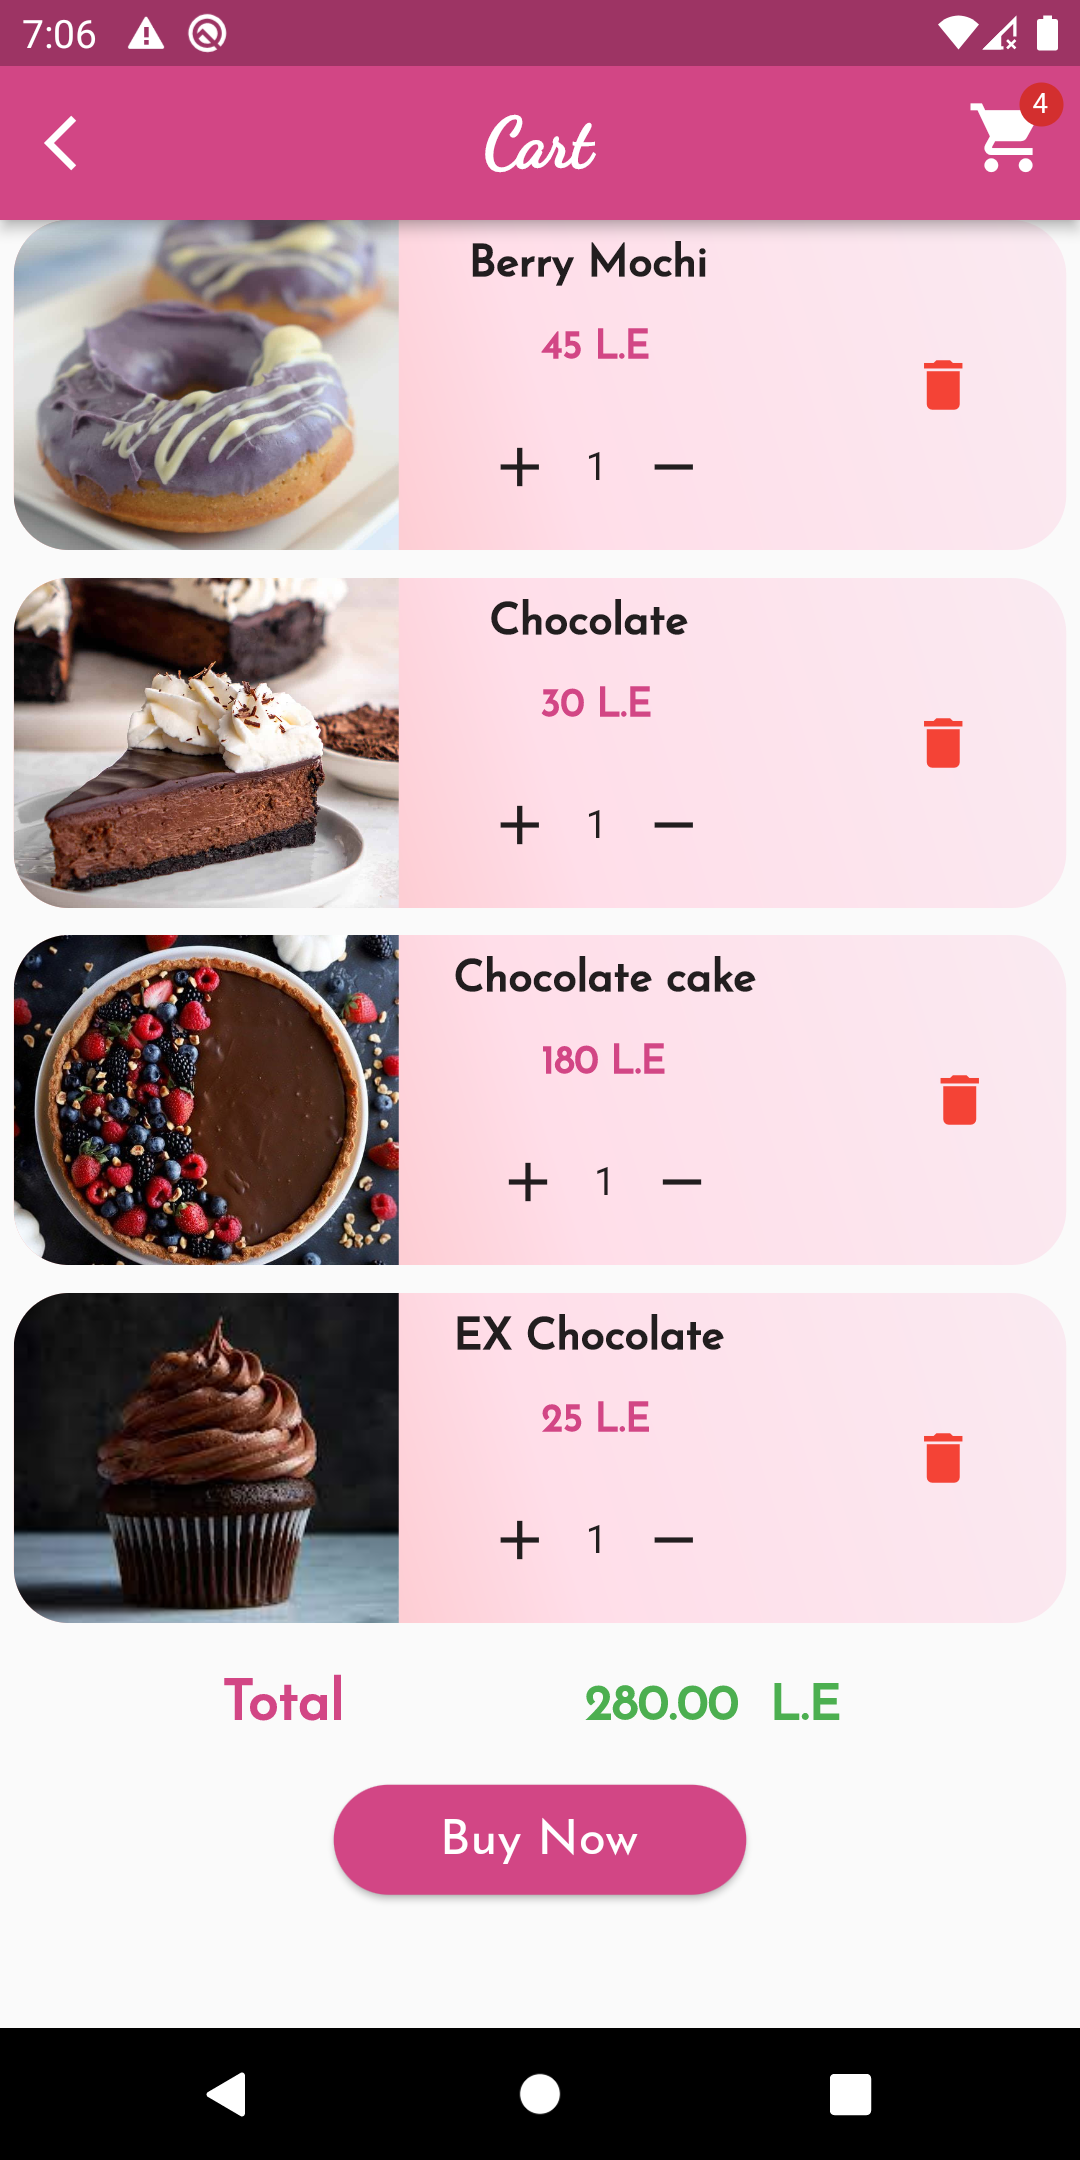 7:06
Cart
4
Berry Mochi
45 L.E
1
Chocolate
30 L.E
1
Chocolate cake
180 L.E
1
EX Chocolate
25 L.E
1
Total 280.00 L.E
Buy Now